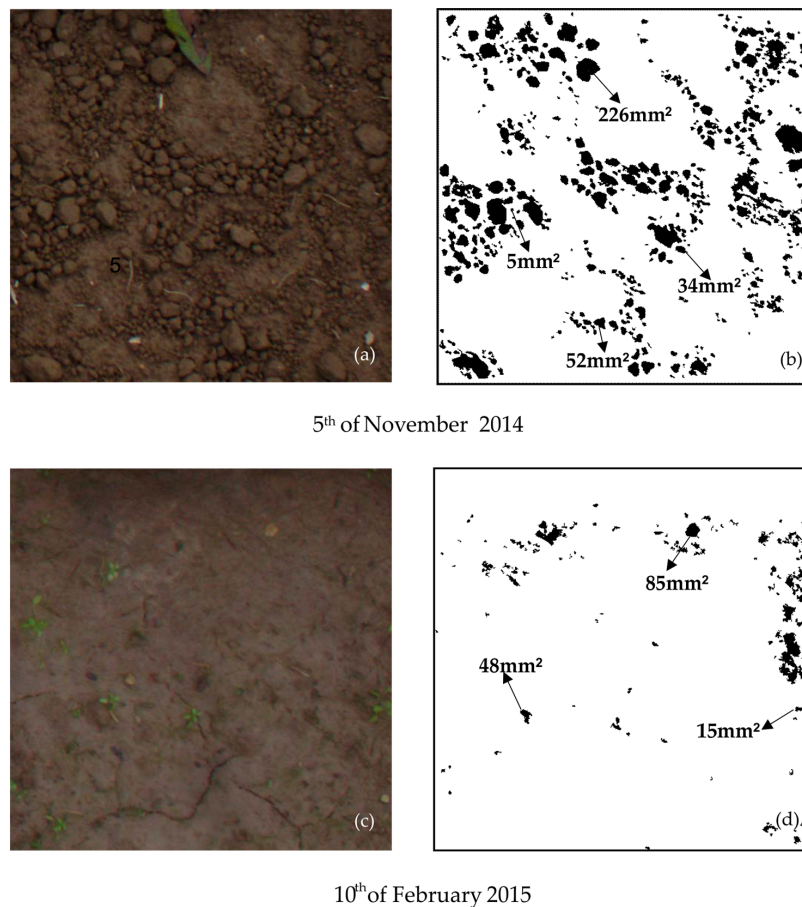 226mm²
5
5mm²
34mm²
52mm²
(a)
(b)
5th of November 2014
85mm²
48mm²
15mm²
(c)
(d)
10th of February 2015